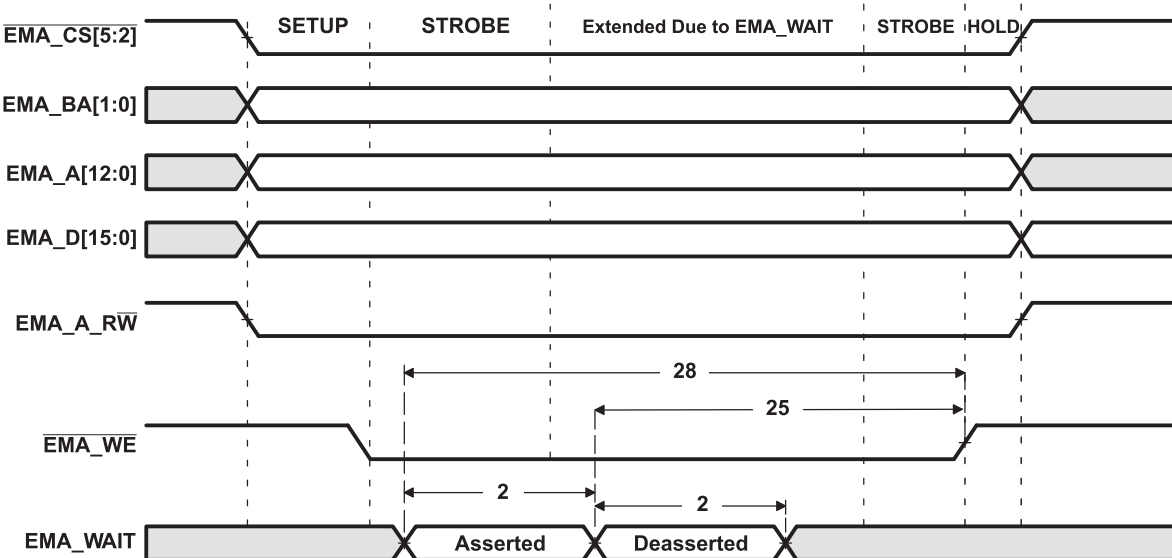 EMA_CS[5:2]
SETUP STROBE Extended Due to EMA_WAIT STROBE HOLD
EMA_BA[1:0]
EMA_A[12:0]
EMA_D[15:0]
EMA_A_RW
28
25
EMA_WE
2
2
EMA_WAIT Asserted Deasserted